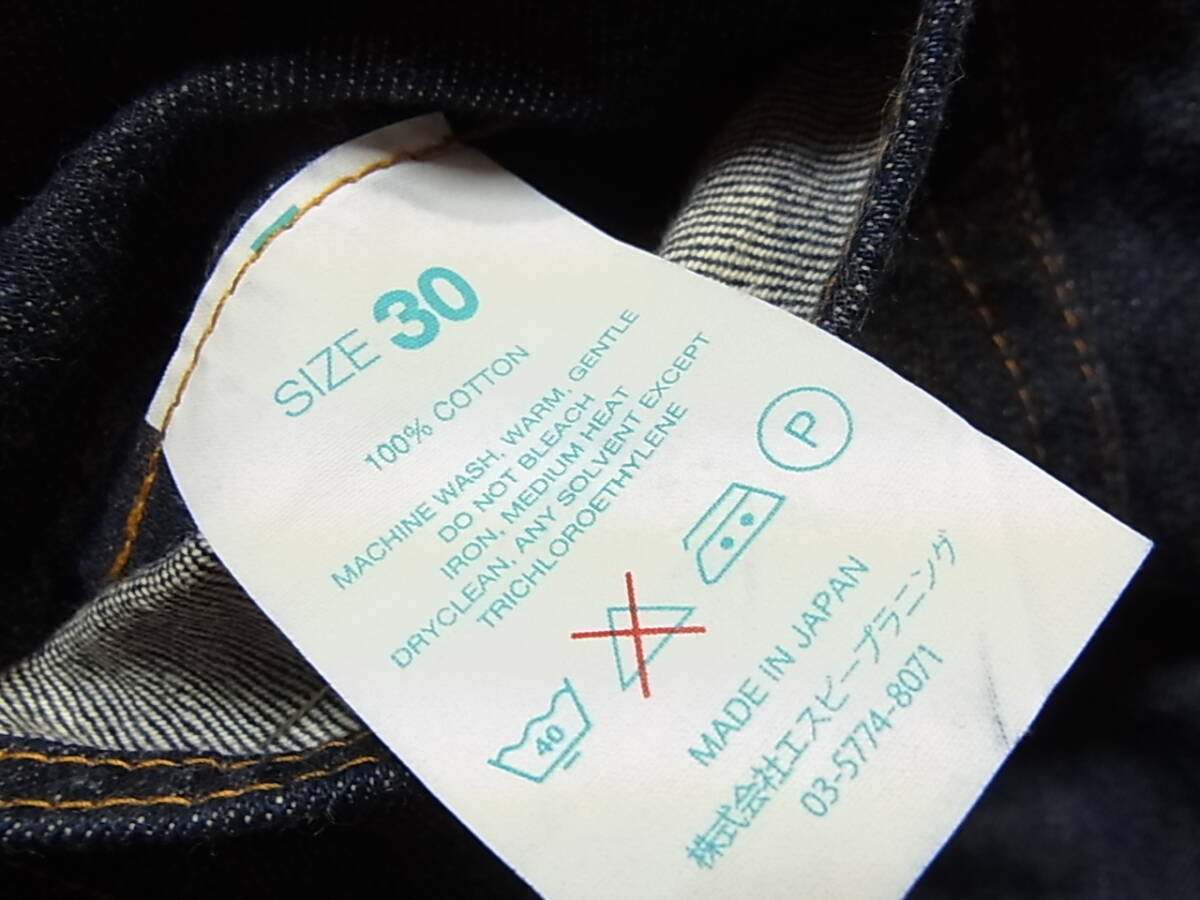 SIZE 30
100% COTTON
MACHINE WASH, WARM, GENTLE
DO NOT BLEACH
IRON, MEDIUM HEAT
DRYCLEAN, ANY SOLVENT EXCEPT
TRICHLOROETHYLENE
40
P
MADE IN JAPAN
株式会社エスピープラニング
03-5774-8071